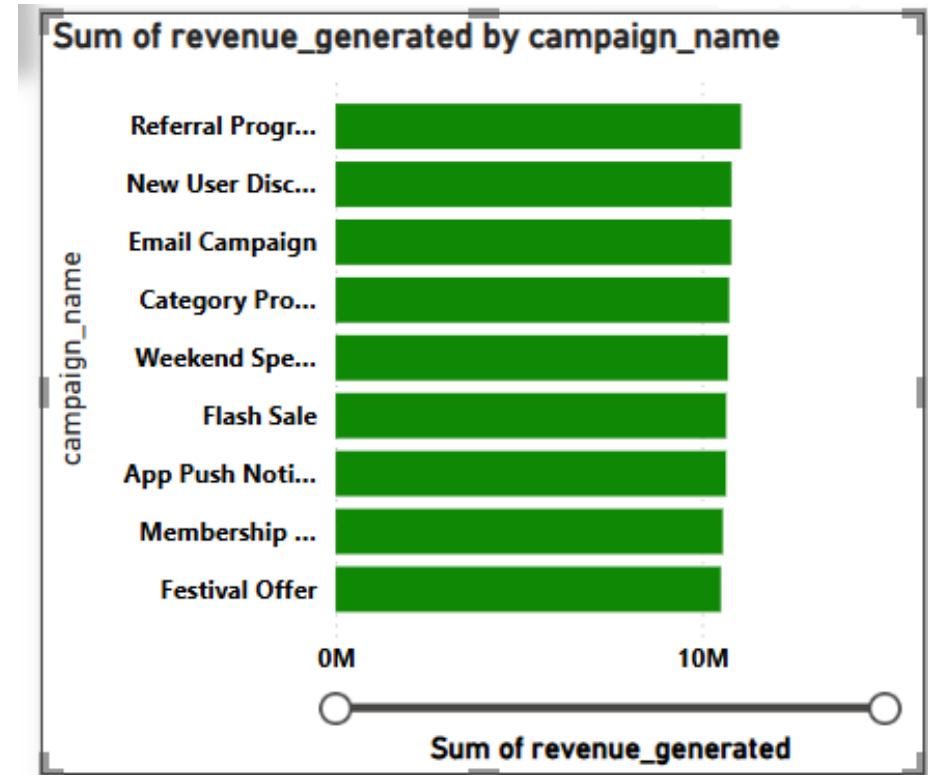 Sum of revenue_generated by campaign_name
campaign_name
Referral Progr...
New User Disc...
Email Campaign
Category Pro...
Weekend Spe...
Flash Sale
App Push Noti...
Membership ...
Festival Offer
0M
10M
Sum of revenue_generated